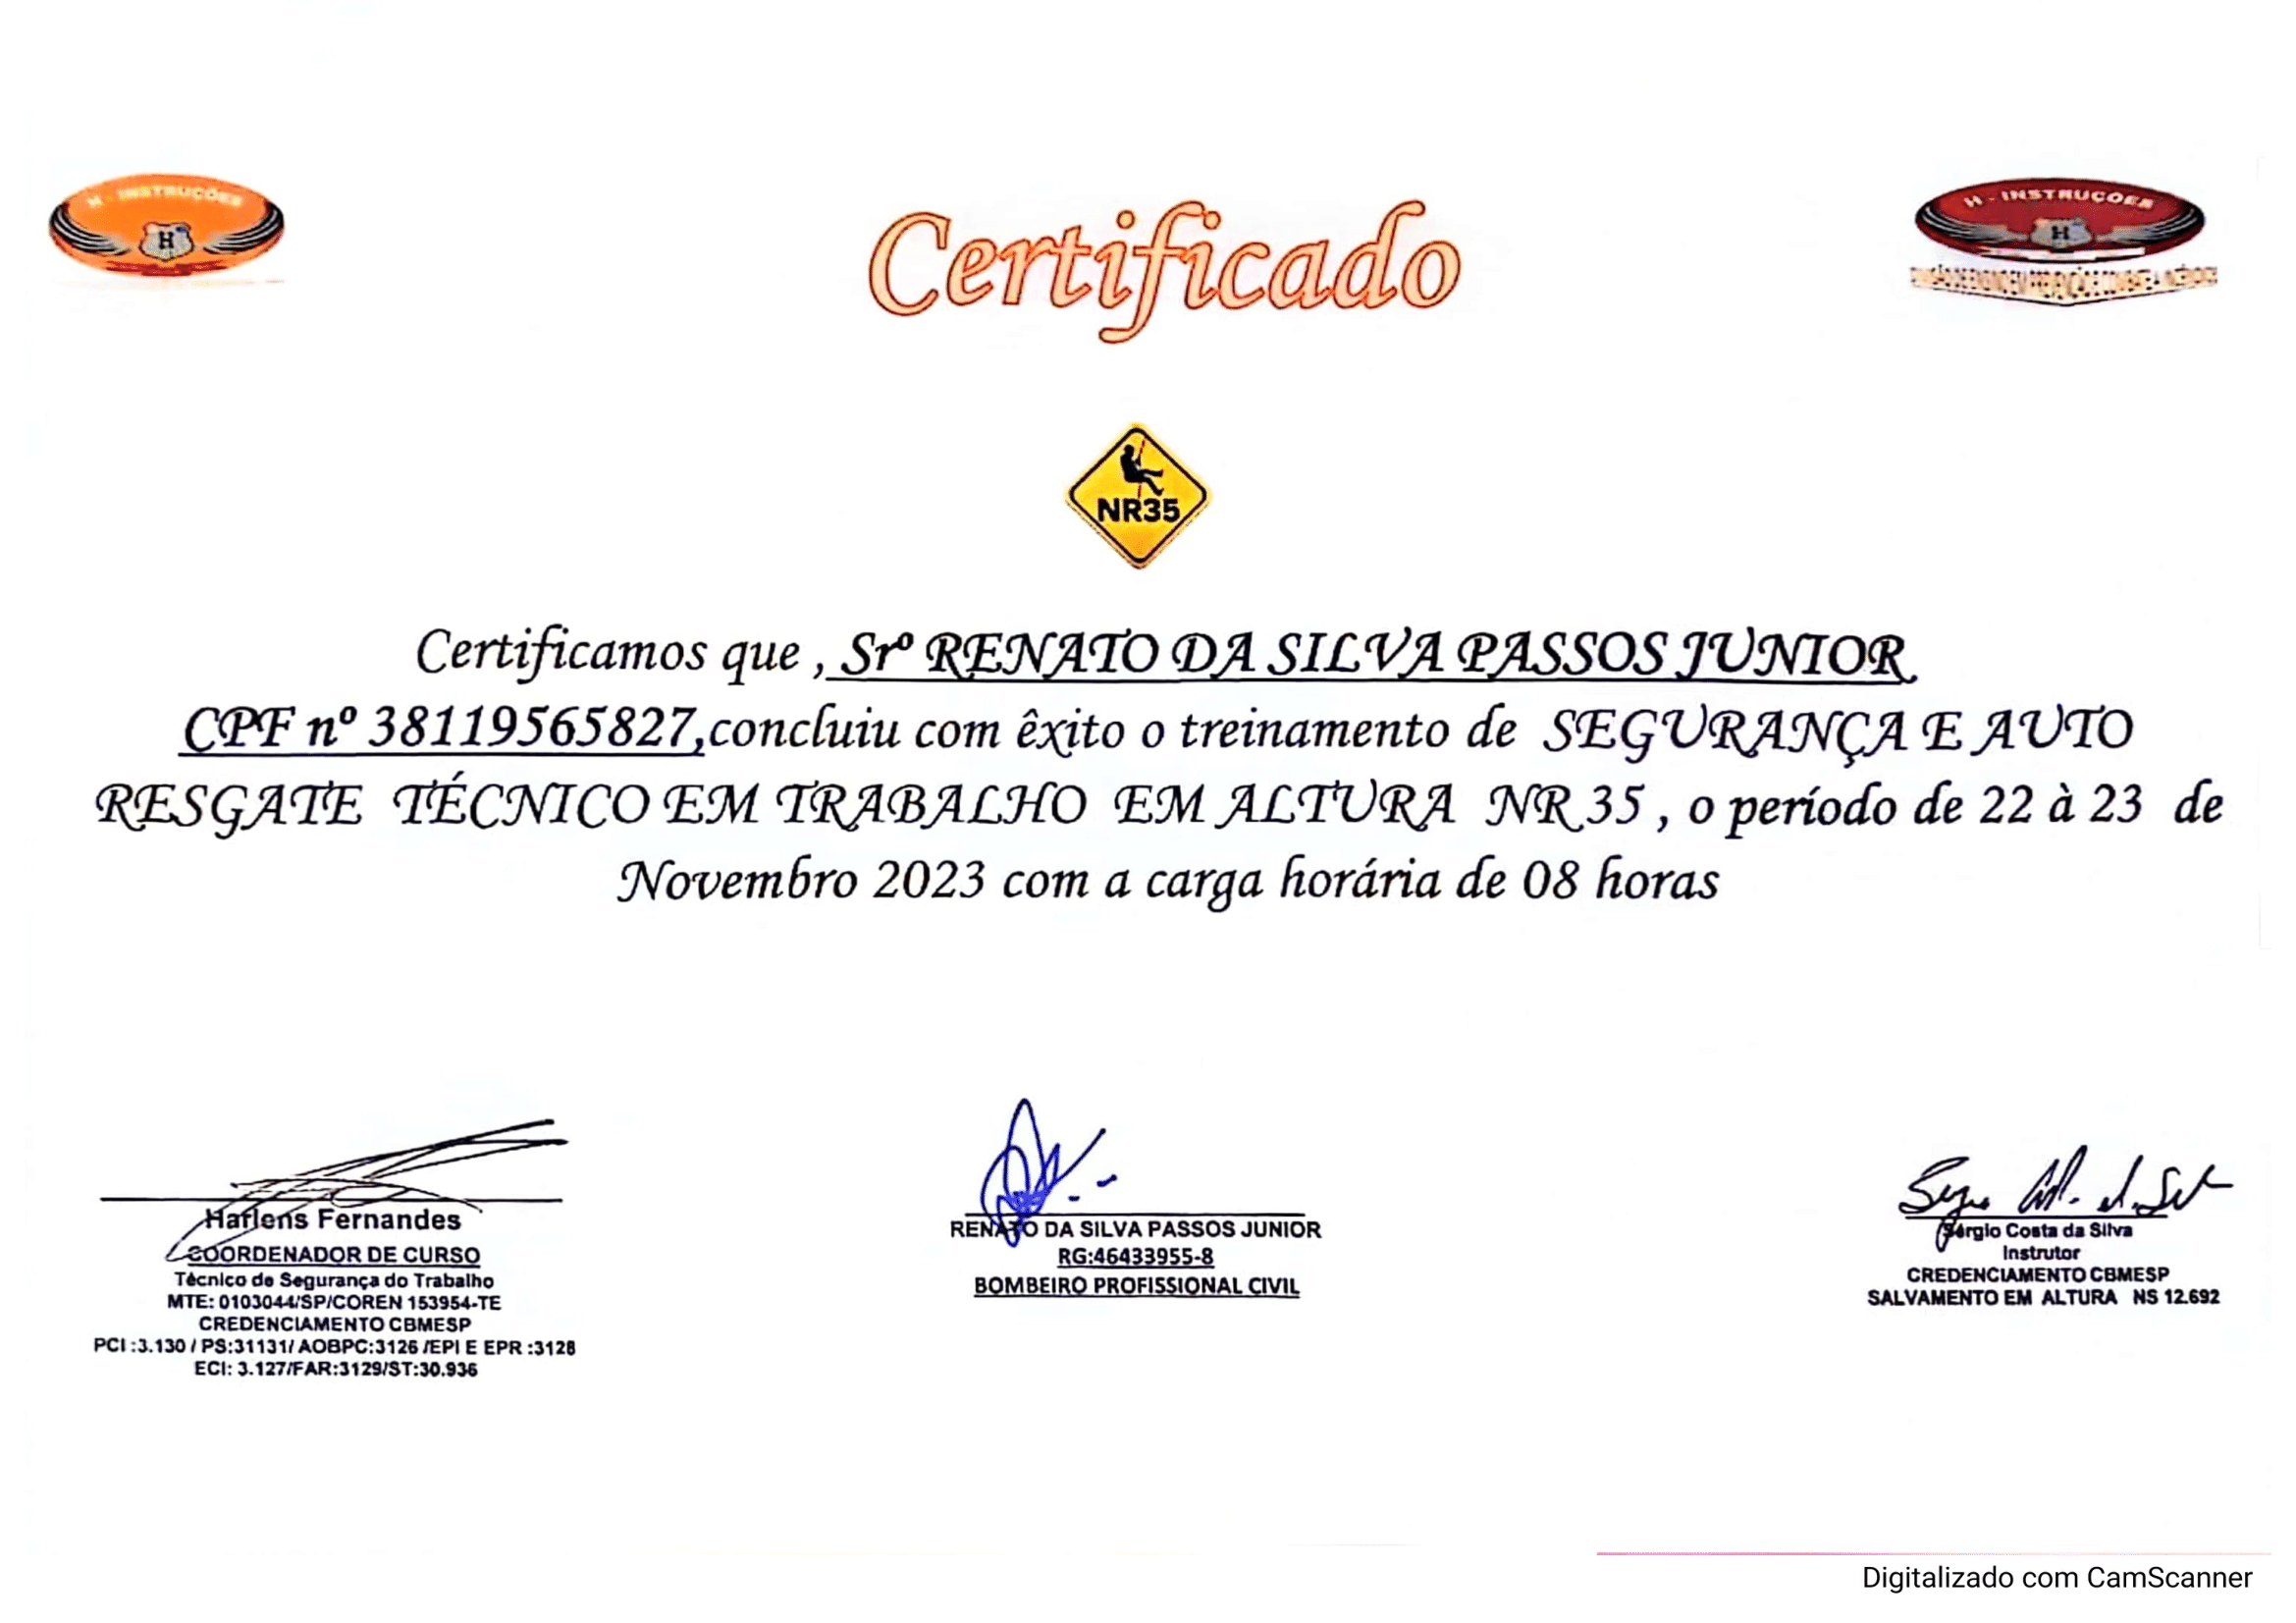 H - INSTRUÇÕES
H
Certificado
H - INSTRUÇÕES
H
NR35
Certificamos que , Srº RENATO DA SILVA PASSOS JUNIOR
CPF nº 38119565827,concluiu com êxito o treinamento de SEGURANÇA E AUTO
RESGATE TÉCNICO EM TRABALHO EM ALTURA NR 35 , o período de 22 à 23 de
Novembro 2023 com a carga horária de 08 horas
Harlens Fernandes
COORDENADOR DE CURSO
Técnico de Segurança do Trabalho
MTE: 0103044/SP/COREN 153954-TE
CREDENCIAMENTO CBMESP
PCI :3.130 / PS:31131/ AOBPC:3126 /EPI E EPR :3128
ECI: 3.127/FAR:3129/ST:30.936
RENATO DA SILVA PASSOS JUNIOR
RG:46433955-8
BOMBEIRO PROFISSIONAL CIVIL
Sérgio Costa da Silva
Instrutor
CREDENCIAMENTO CBMESP
SALVAMENTO EM ALTURA NS 12.692
Digitalizado com CamScanner